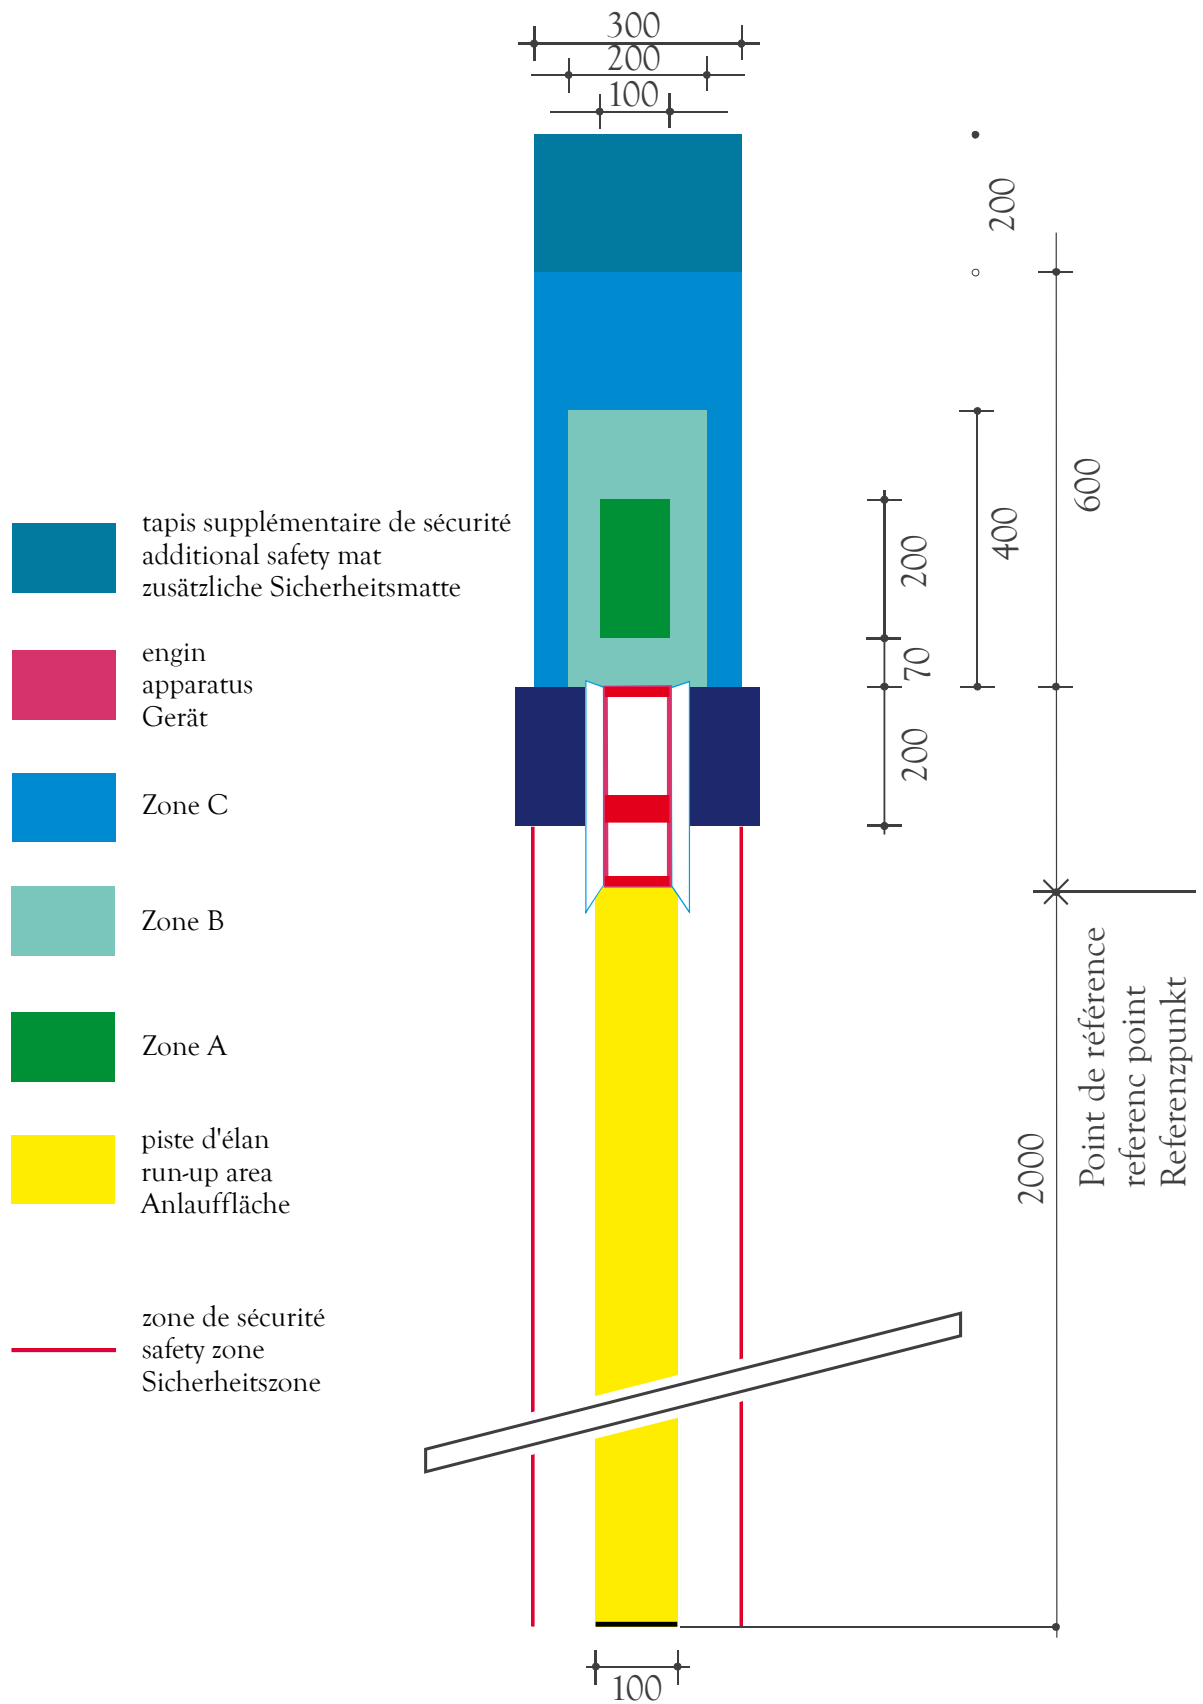 300
200
100
200
600
400
200
70
200
tapis supplémentaire de sécurité
additional safety mat
zusätzliche Sicherheitsmatte
engin
apparatus
Gerät
Zone C
Zone B
Zone A
piste d'élan
run-up area
Anlauffläche
zone de sécurité
safety zone
Sicherheitszone
Point de référence
referenc point
Referenzpunkt
2000
100